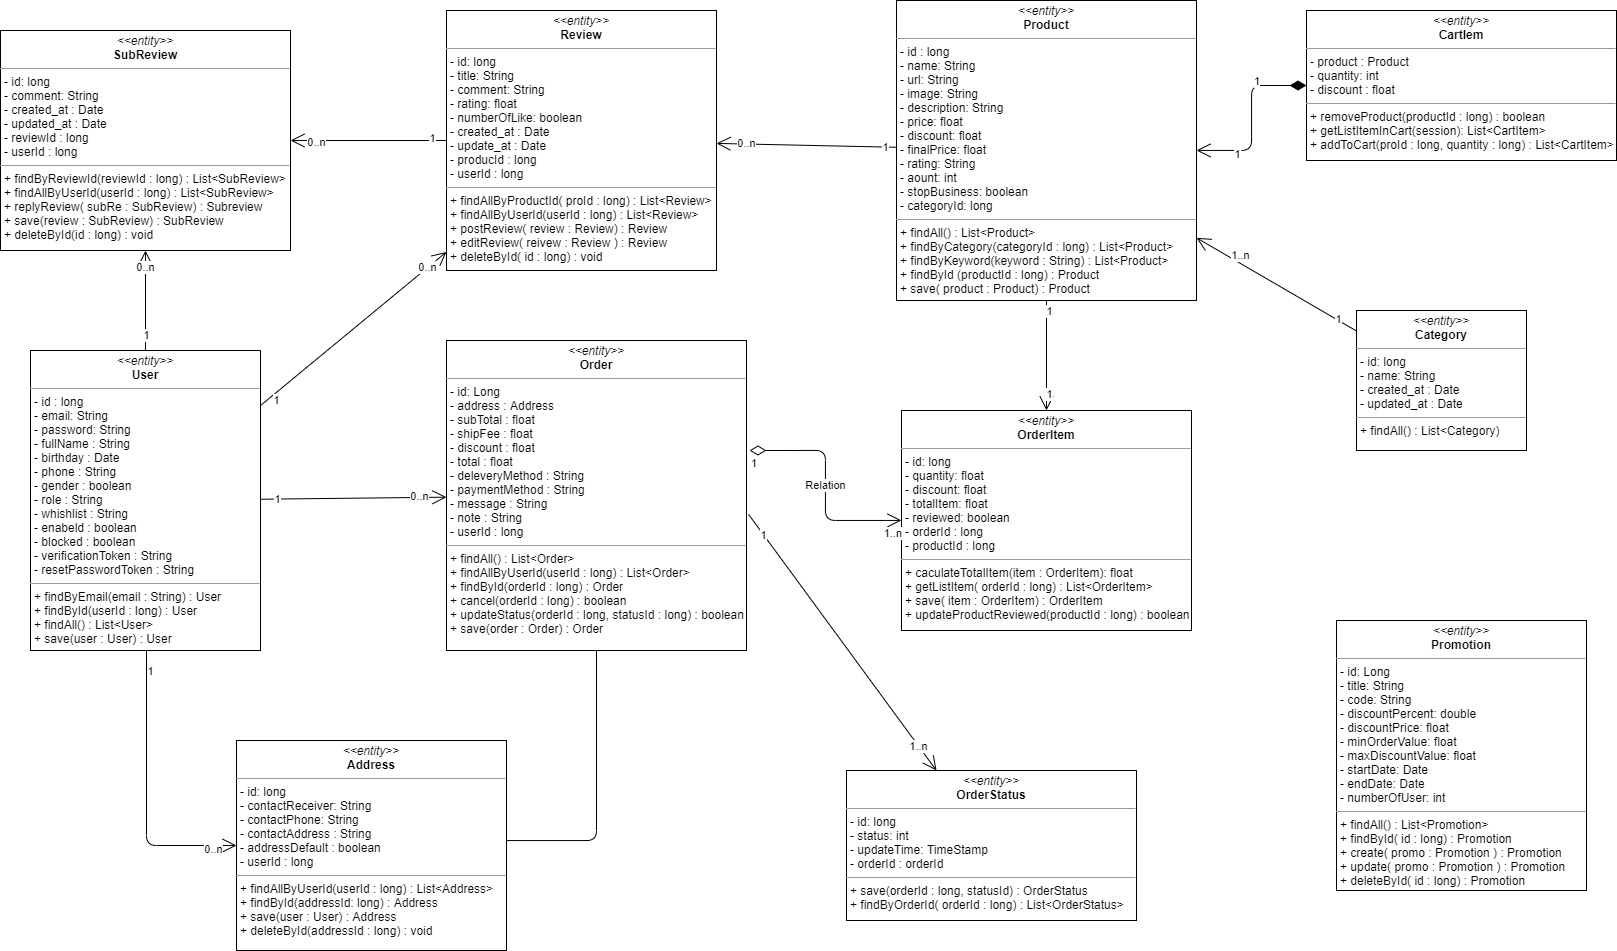 <<entity>>
SubReview
- id: long
- comment: String
- created_at : Date
- updated_at : Date
- reviewId : long
- userId : long
+ findByReviewId(reviewId : long) : List<SubReview>
+ findAllByUserId(userId : long) : List<SubReview>
+ replyReview( subRe : SubReview) : Subreview
+ save(review : SubReview) : SubReview
+ deleteById(id : long) : void
<<entity>>
Review
- id: long
- title: String
- comment: String
- rating: float
- numberOfLike: boolean
- created_at : Date
- update_at : Date
- producId : long
- userId : long
+ findAllByProductId( proId : long) : List<Review>
+ findAllByUserId(userId : long) : List<Review>
+ postReview( review : Review) : Review
+ editReview( reivew : Review ) : Review
+ deleteById( id : long) : void
<<entity>>
Product
- id : long
- name: String
- url: String
- image: String
- description: String
- price: float
- discount: float
- finalPrice: float
- rating: String
- aount: int
- stopBusiness: boolean
- categoryId: long
+ findAll() : List<Product>
+ findByCategory(categoryId : long) : List<Product>
+ findByKeyword(keyword : String) : List<Product>
+ findById (productId : long) : Product
+ save( product : Product) : Product
<<entity>>
CartIem
- product : Product
- quantity: int
- discount : float
+ removeProduct(productId : long) : boolean
+ getListItemInCart(session): List<CartItem>
+ addToCart(proId : long, quantity : long) : List<CartItem>
0..n
1
0..n
1
1
1
0..n
1
0..n
1
1..n
1
1
1
<<entity>>
Category
- id: long
- name: String
- created_at : Date
- updated_at : Date
+ findAll() : List<Category)
<<entity>>
User
- id : long
- email: String
- password: String
- fullName : String
- birthday : Date
- phone : String
- gender : boolean
- role : String
- whishlist : String
- enabeld : boolean
- blocked : boolean
- verificationToken : String
- resetPasswordToken : String
+ findByEmail(email : String) : User
+ findById(userId : long) : User
+ findAll() : List<User>
+ save(user : User) : User
1
0..n
<<entity>>
Order
- id: Long
- address : Address
- subTotal : float
- shipFee : float
- discount : float
- total : float
- deleveryMethod : String
- paymentMethod : String
- message : String
- note : String
- userId : long
+ findAll() : List<Order>
+ findAllByUserId(userId : long) : List<Order>
+ findById(orderId : long) : Order
+ cancel(orderId : long) : boolean
+ updateStatus(orderId : long, statusId : long) : boolean
+ save(order : Order) : Order
1
Relation
1..n
1
<<entity>>
OrderItem
- id: long
- quantity: float
- discount: float
- totalItem: float
- reviewed: boolean
- orderId : long
- productId : long
+ caculateTotalItem(item : OrderItem): float
+ getListItem( orderId : long) : List<OrderItem>
+ save( item : OrderItem) : OrderItem
+ updateProductReviewed(productId : long) : boolean
<<entity>>
Promotion
- id: Long
- title: String
- code: String
- discountPercent: double
- discountPrice: float
- minOrderValue: float
- maxDiscountValue: float
- startDate: Date
- endDate: Date
- numberOfUser: int
+ findAll() : List<Promotion>
+ findById( id : long) : Promotion
+ create( promo : Promotion ) : Promotion
+ update( promo : Promotion ) : Promotion
+ deleteById( id : long) : Promotion
1
0..n
<<entity>>
Address
- id: long
- contactReceiver: String
- contactPhone: String
- contactAddress : String
- addressDefault : boolean
- userId : long
+ findAllByUserId(userId : long) : List<Address>
+ findById(addressId: long) : Address
+ save(user : User) : Address
+ deleteById(addressId : long) : void
1..n
<<entity>>
OrderStatus
- id: long
- status: int
- updateTime: TimeStamp
- orderId : orderId
+ save(orderId : long, statusId) : OrderStatus
+ findByOrderId( orderId : long) : List<OrderStatus>